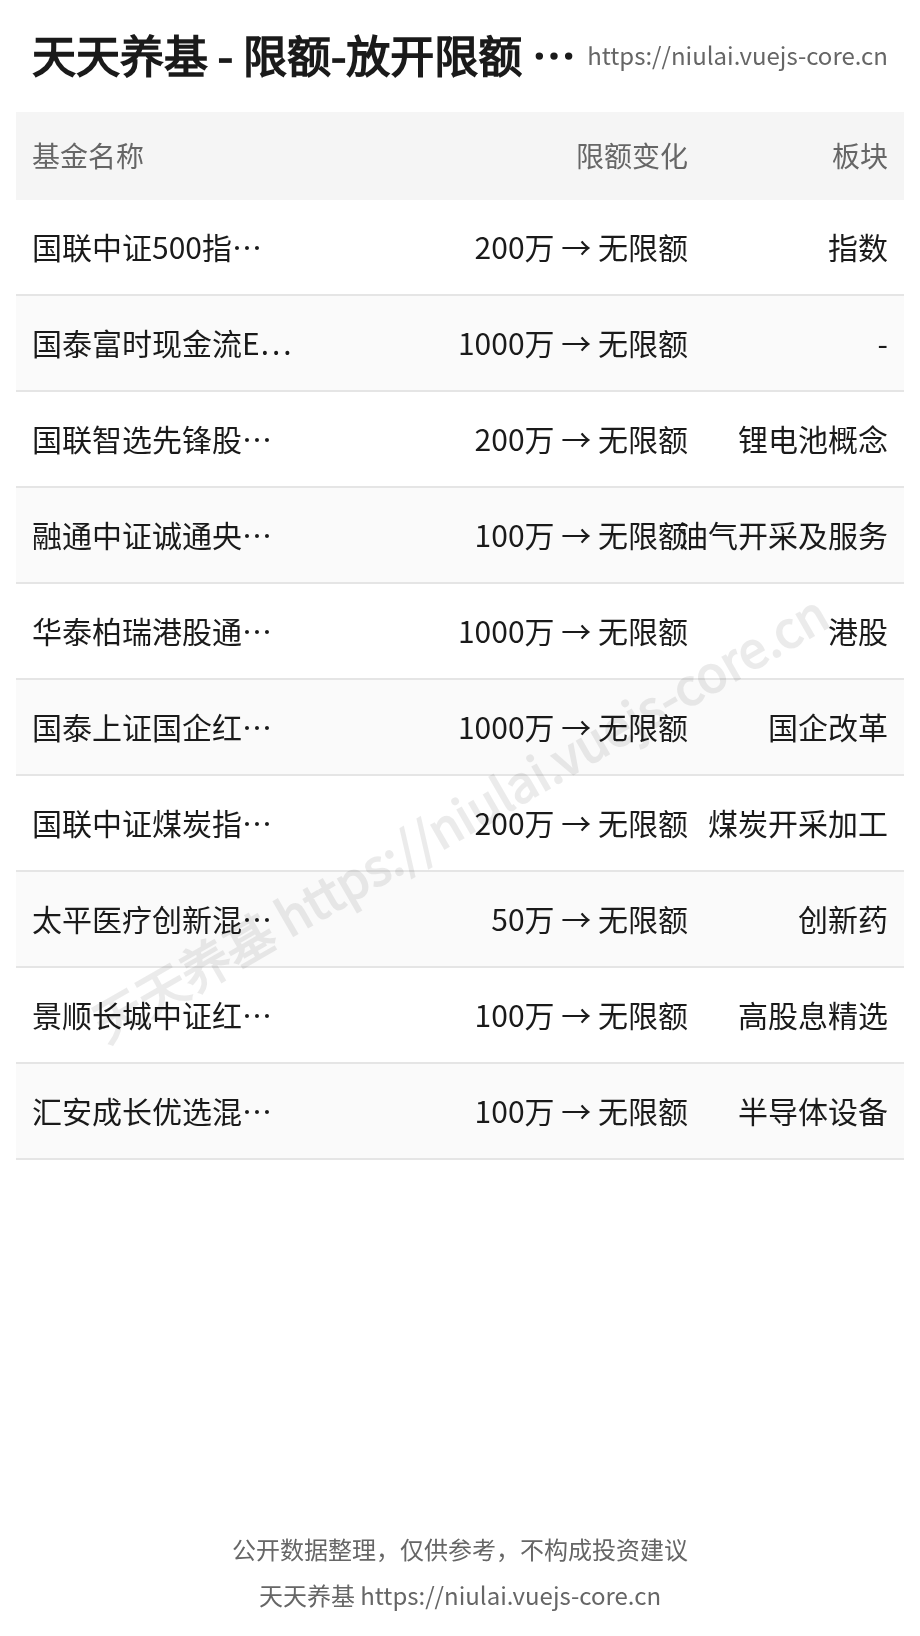 天天养基 - 限额-放开限额 … https://niulai.vuejs-core.cn
基金名称 限额变化 板块
国联中证500指… 200万 → 无限额 指数
国泰富时现金流E… 1000万 → 无限额 -
国联智选先锋股… 200万 → 无限额 锂电池概念
融通中证诚通央… 100万 → 无限额 油气开采及服务
华泰柏瑞港股通… 1000万 → 无限额 港股
国泰上证国企红… 1000万 → 无限额 国企改革
国联中证煤炭指… 200万 → 无限额 煤炭开采加工
太平医疗创新混… 50万 → 无限额 创新药
景顺长城中证红… 100万 → 无限额 高股息精选
汇安成长优选混… 100万 → 无限额 半导体设备
天天养基 https://niulai.vuejs-core.cn
公开数据整理，仅供参考，不构成投资建议
天天养基 https://niulai.vuejs-core.cn